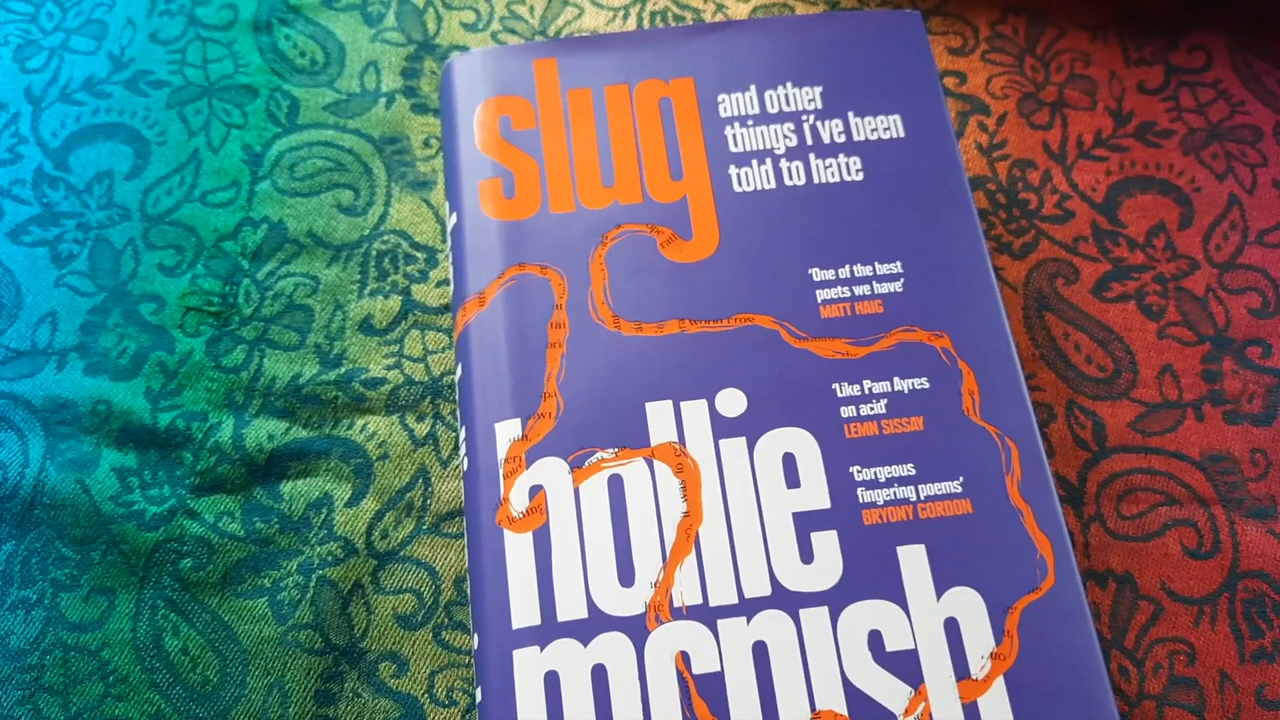 slug
and other
things i've been
told to hate
'One of the best
poets we have'
MATT HAIG
'Like Pam Ayres
on acid'
LEMN SISSAY
'Gorgeous
fingering poems'
BRYONY GORDON
hollie
mcnish